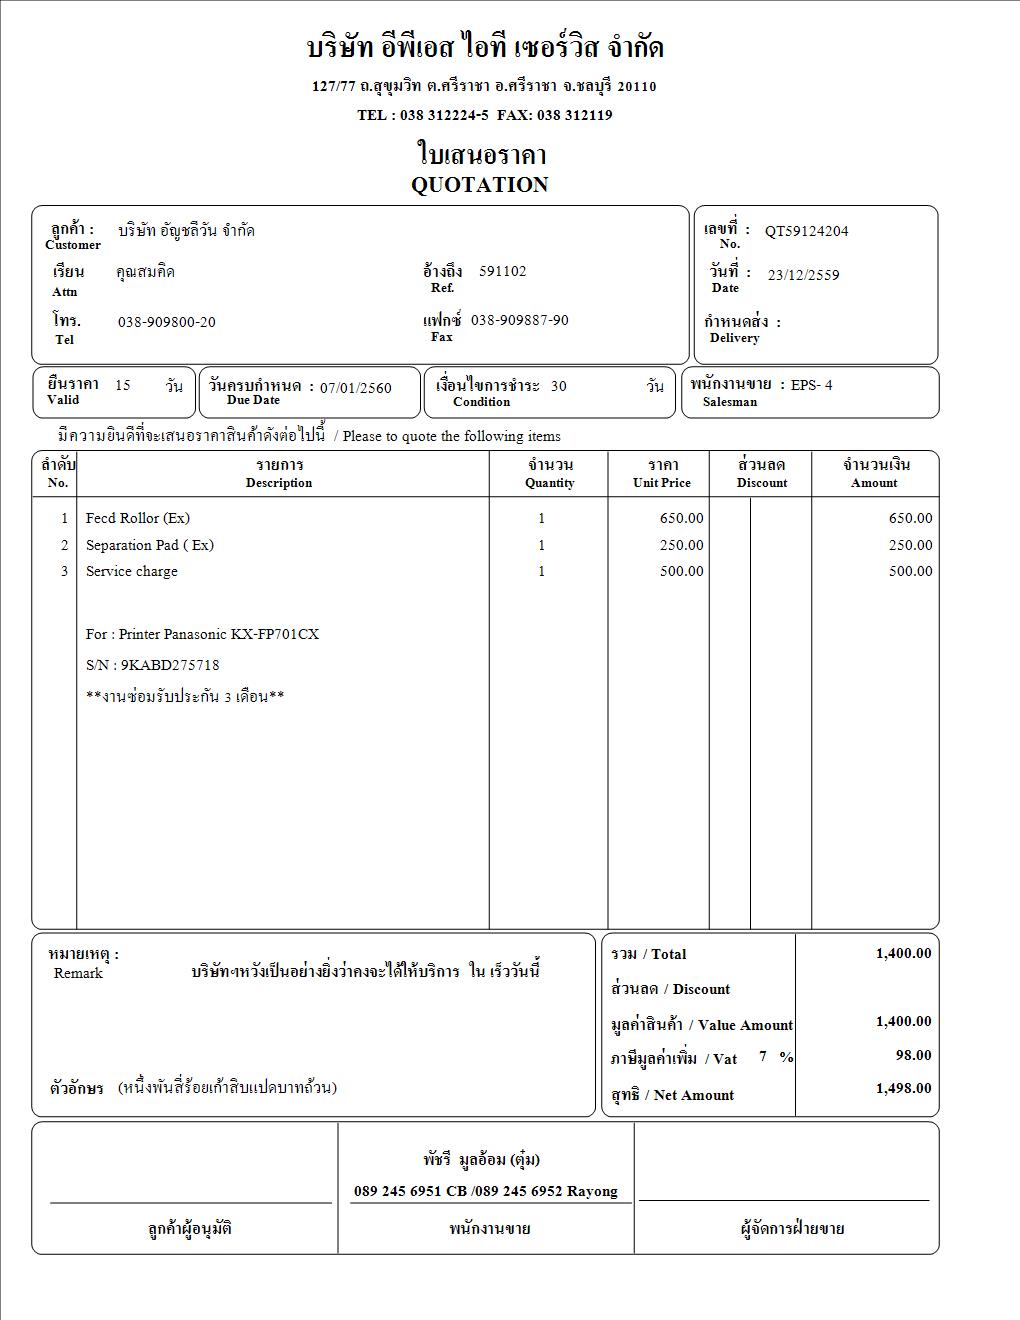 บริษัท อีพีเอส ไอที เซอร์วิส จำกัด
127/77 ถ.สุขุมวิท ต.ศรีราชา อ.ศรีราชา จ.ชลบุรี 20110
TEL : 038 312224-5 FAX: 038 312119
ใบเสนอราคา
QUOTATION
ลูกค้า : บริษัท อัญชลีวัน จำกัด
Customer
เรียน คุณสมคิด อ้างถึง 591102
Attn Ref.
โทร. 038-909800-20 แฟกซ์ 038-909887-90
Tel Fax
เลขที่ : QT59124204
No.
วันที่ : 23/12/2559
Date
กำหนดส่ง :
Delivery
ยืนราคา 15 วัน วันครบกำหนด : 07/01/2560 เงื่อนไขการชำระ 30 วัน พนักงานขาย : EPS- 4
Valid Due Date Condition Salesman
มีความยินดีที่จะเสนอราคาสินค้าดังต่อไปนี้ / Please to quote the following items
ลำดับ รายการ จำนวน ราคา ส่วนลด จำนวนเงิน
No. Description Quantity Unit Price Discount Amount
1 Fecd Rollor (Ex) 1 650.00 650.00
2 Separation Pad ( Ex) 1 250.00 250.00
3 Service charge 1 500.00 500.00
For : Printer Panasonic KX-FP701CX
S/N : 9KABD275718
**งานซ่อมรับประกัน 3 เดือน**
หมายเหตุ :
Remark บริษัทฯหวังเป็นอย่างยิ่งว่าคงจะได้ให้บริการ ใน เร็ววันนี้
ตัวอักษร (หนึ่งพันสี่ร้อยเก้าสิบแปดบาทถ้วน)
รวม / Total 1,400.00
ส่วนลด / Discount
มูลค่าสินค้า / Value Amount 1,400.00
ภาษีมูลค่าเพิ่ม / Vat 7 % 98.00
สุทธิ / Net Amount 1,498.00
พัชรี มูลอ้อม (ตุ๋ม)
089 245 6951 CB /089 245 6952 Rayong
ลูกค้าผู้อนุมัติ พนักงานขาย ผู้จัดการฝ่ายขาย